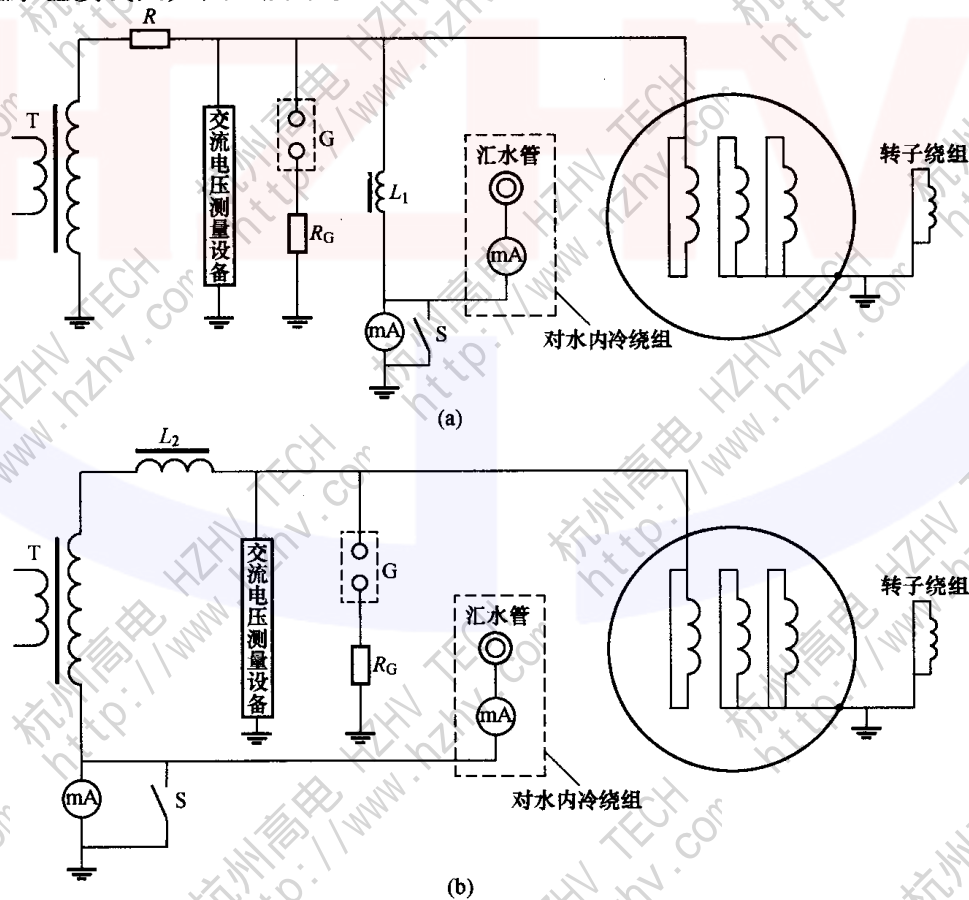 R
T
交流电压测量设备
G
R_G
L₁
汇水管
mA
mA
S
对水内冷绕组
转子绕组
(a)
L₂
T
交流电压测量设备
G
R_G
汇水管
mA
mA
S
对水内冷绕组
转子绕组
(b)
杭州高电 HZHV TECH
http://www.hzhv.com